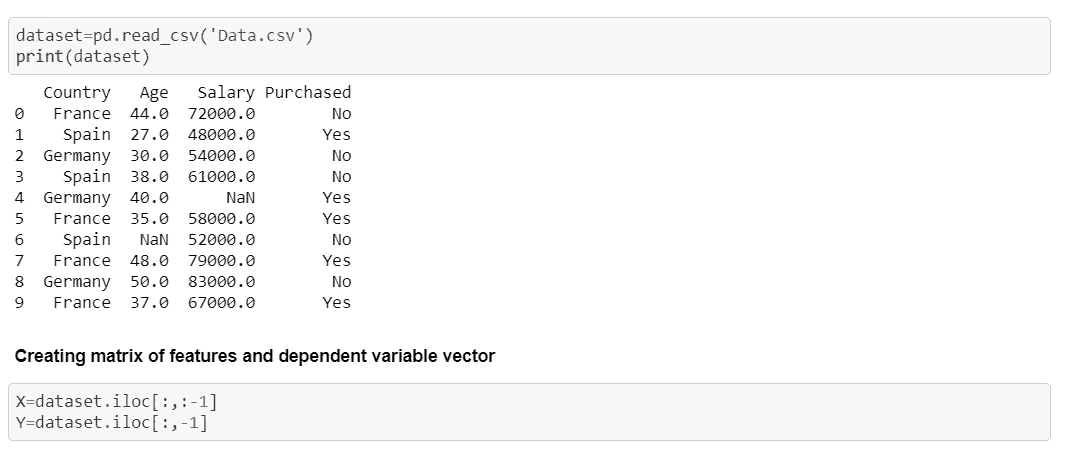 dataset=pd.read_csv('Data.csv')
print(dataset)
Country Age Salary Purchased
0 France 44.0 72000.0 No
1 Spain 27.0 48000.0 Yes
2 Germany 30.0 54000.0 No
3 Spain 38.0 61000.0 No
4 Germany 40.0 NaN Yes
5 France 35.0 58000.0 Yes
6 Spain NaN 52000.0 No
7 France 48.0 79000.0 Yes
8 Germany 50.0 83000.0 No
9 France 37.0 67000.0 Yes
Creating matrix of features and dependent variable vector
X=dataset.iloc[:,:-1]
Y=dataset.iloc[:,-1]